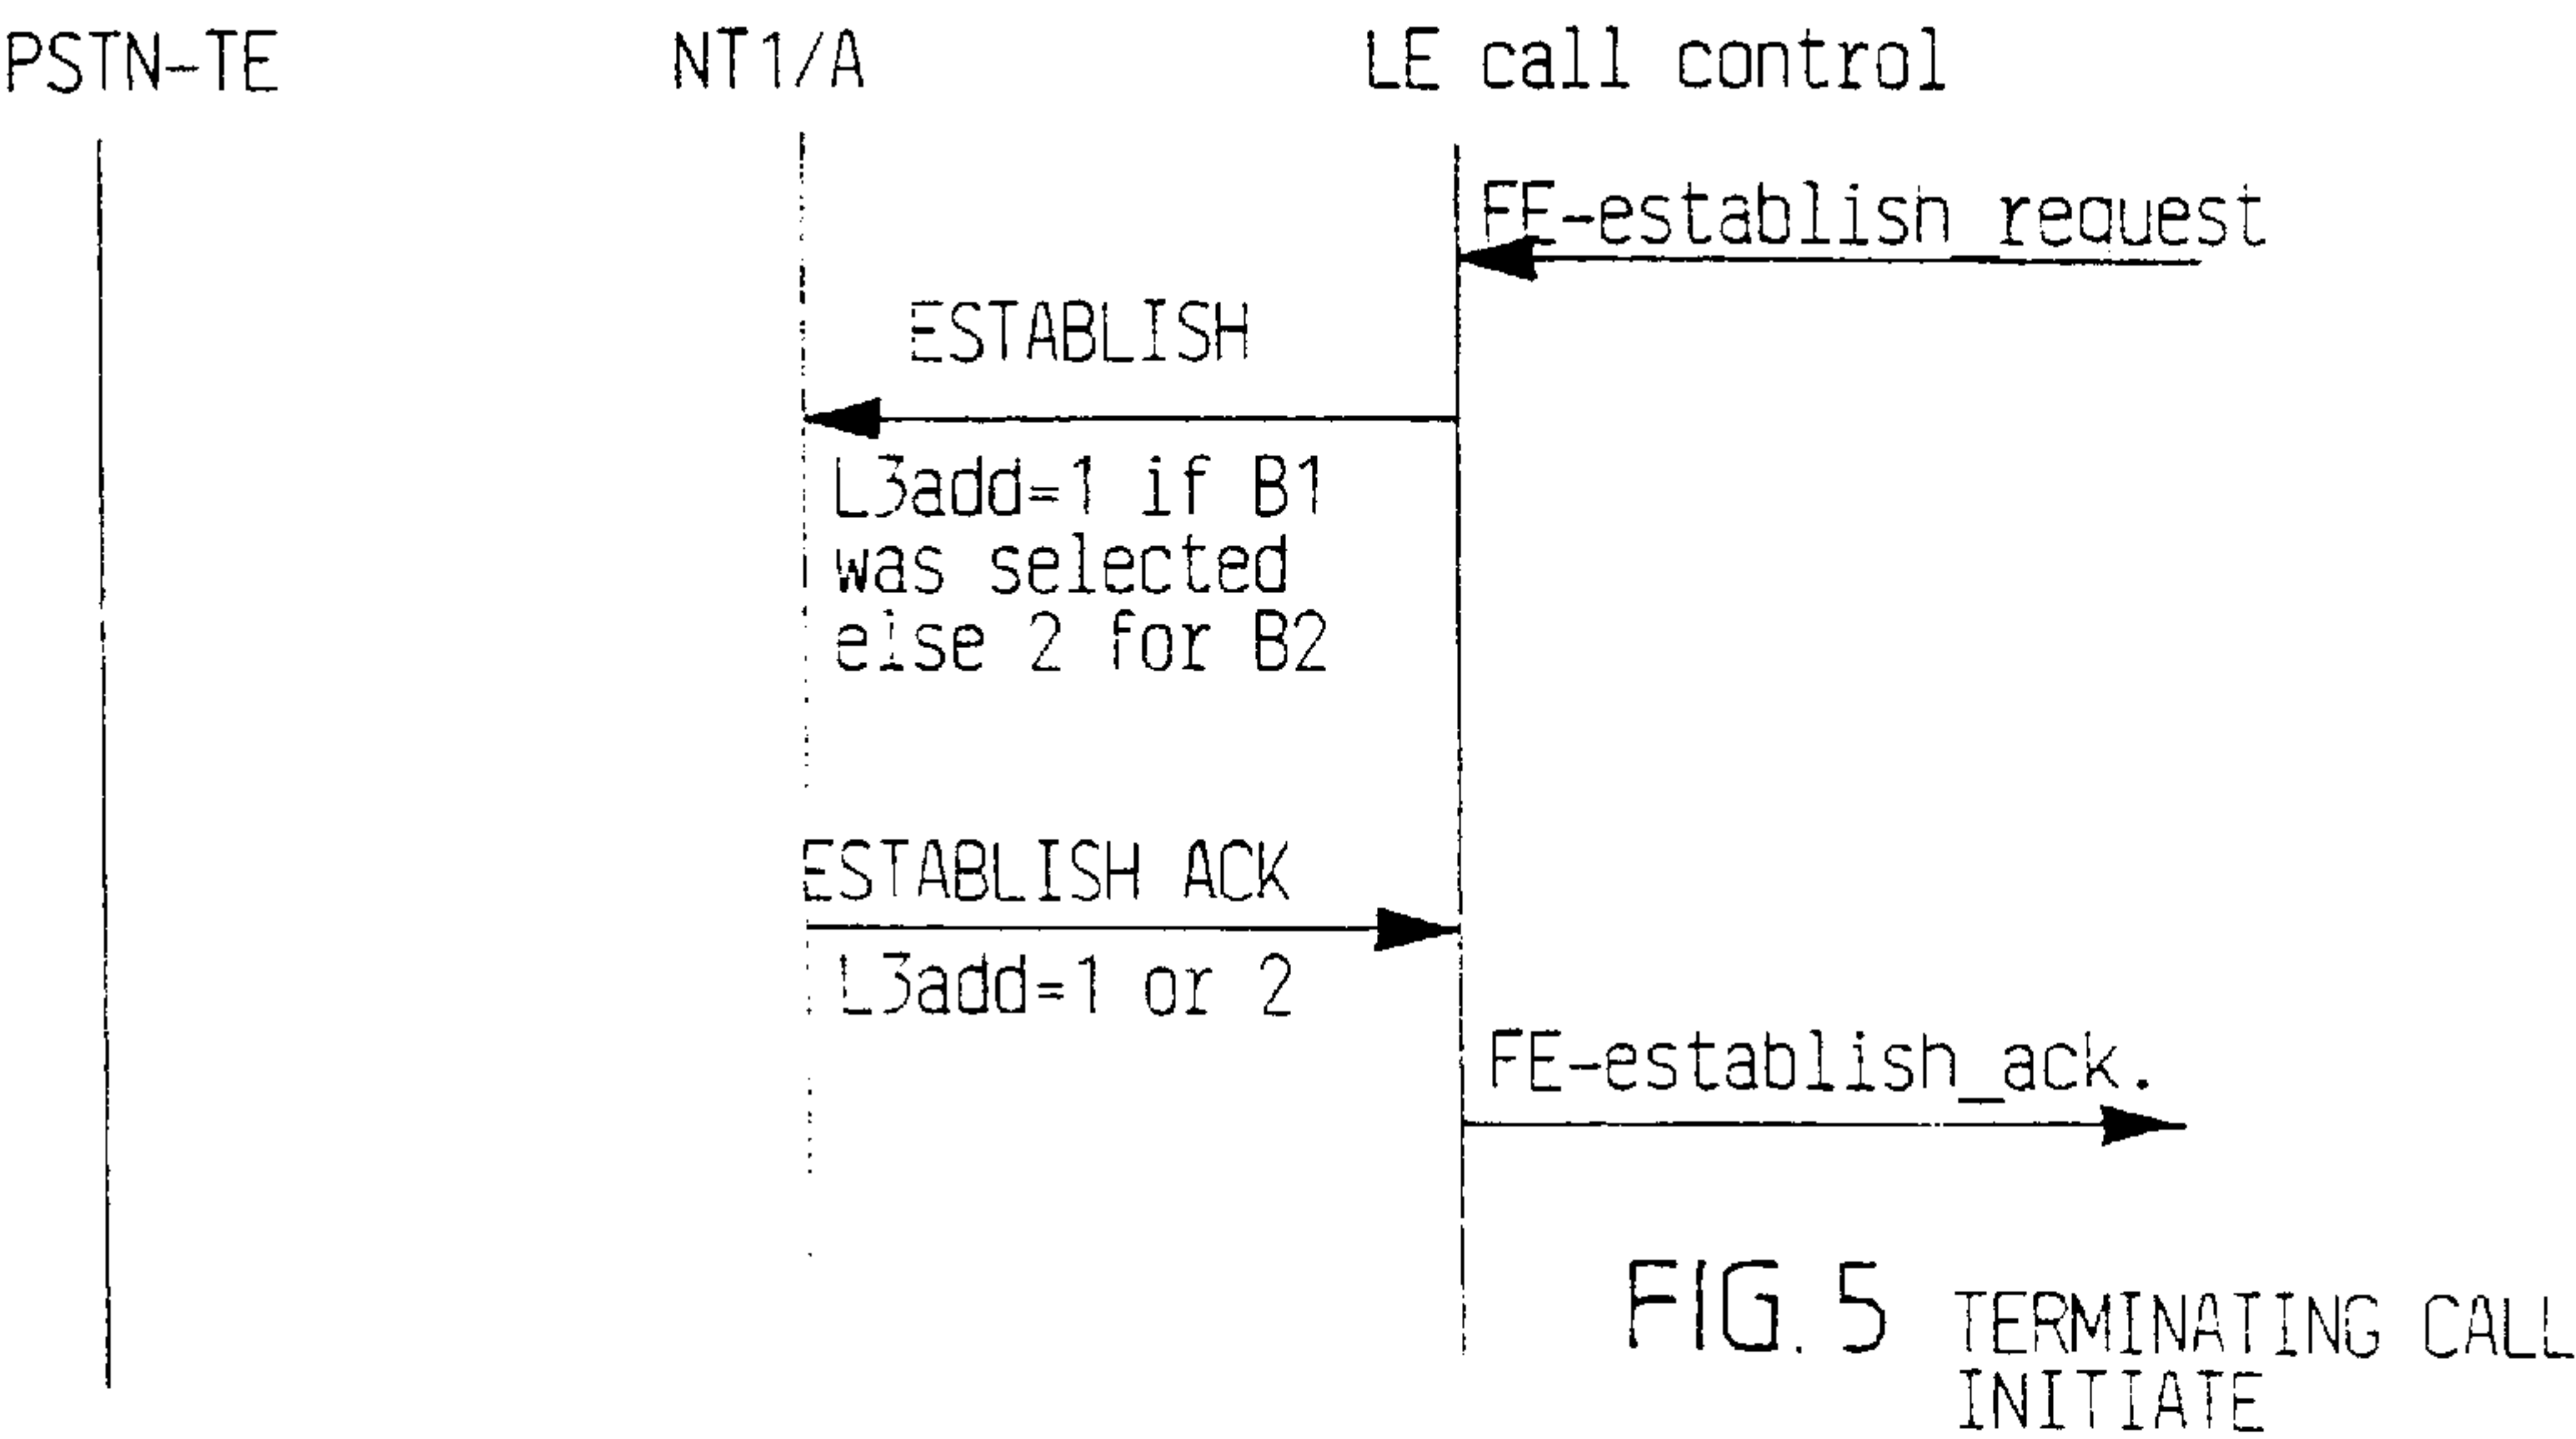 PSTN-TE
NT1/A
LE call control
FE-establish request
ESTABLISH
L3add=1 if B1
was selected
else 2 for B2
ESTABLISH ACK
L3add=1 or 2
FE-establish_ack.
FIG. 5 TERMINATING CALL
INITIATE